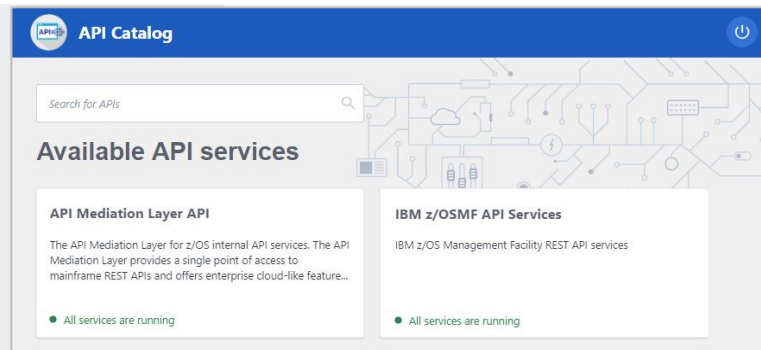 API
API Catalog
Search for APIs
Available API services
API Mediation Layer API
The API Mediation Layer for z/OS internal API services. The API
Mediation Layer provides a single point of access to
mainframe REST APIs and offers enterprise cloud-like feature...
All services are running
IBM z/OSMF API Services
IBM z/OS Management Facility REST API services
All services are running